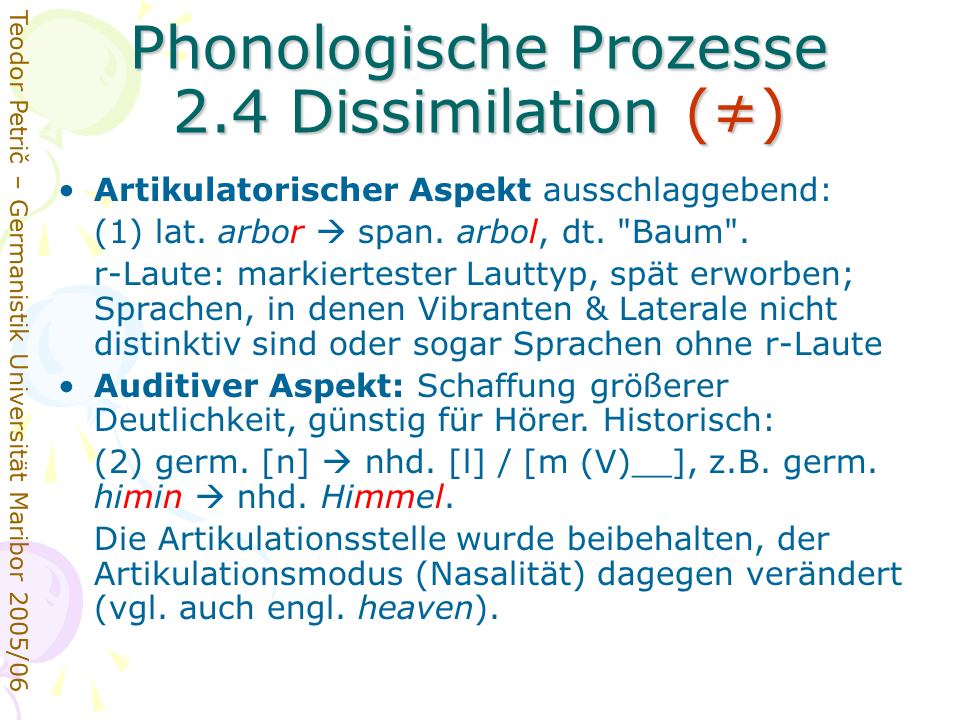 Phonologische Prozesse
2.4 Dissimilation (≠)
• Artikulatorischer Aspekt ausschlaggebend:
(1) lat. arbor → span. arbol, dt. "Baum".
r-Laute: markiertester Lauttyp, spät erworben;
Sprachen, in denen Vibranten & Laterale nicht
distinktiv sind oder sogar Sprachen ohne r-Laute
• Auditiver Aspekt: Schaffung größerer
Deutlichkeit, günstig für Hörer. Historisch:
(2) germ. [n] → nhd. [l] / [m (V)__], z.B. germ.
himin → nhd. Himmel.
Die Artikulationsstelle wurde beibehalten, der
Artikulationsmodus (Nasalität) dagegen verändert
(vgl. auch engl. heaven).
Teodor Petrič – Germanistik Universität Maribor 2005/06